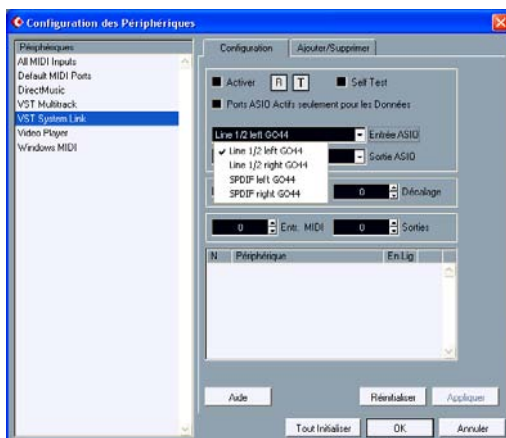 Configuration des Périphériques
Périphériques
All MIDI Inputs
Default MIDI Ports
DirectMusic
VST Multitrack
VST System Link
Video Player
Windows MIDI
Configuration
Ajouter/Supprimer
Activer R T Self Test
Ports ASIO Actifs seulement pour les Données
Line 1/2 left GO44 Entrée ASIO
Line 1/2 left GO44
Line 1/2 right GO44
SPDIF left GO44
SPDIF right GO44
Sortie ASIO
0 Décalage
0 Entr. MIDI 0 Sorties
N Périphérique En.Lig
Aide Réinitialiser Appliquer
Tout Initialiser OK Annuler